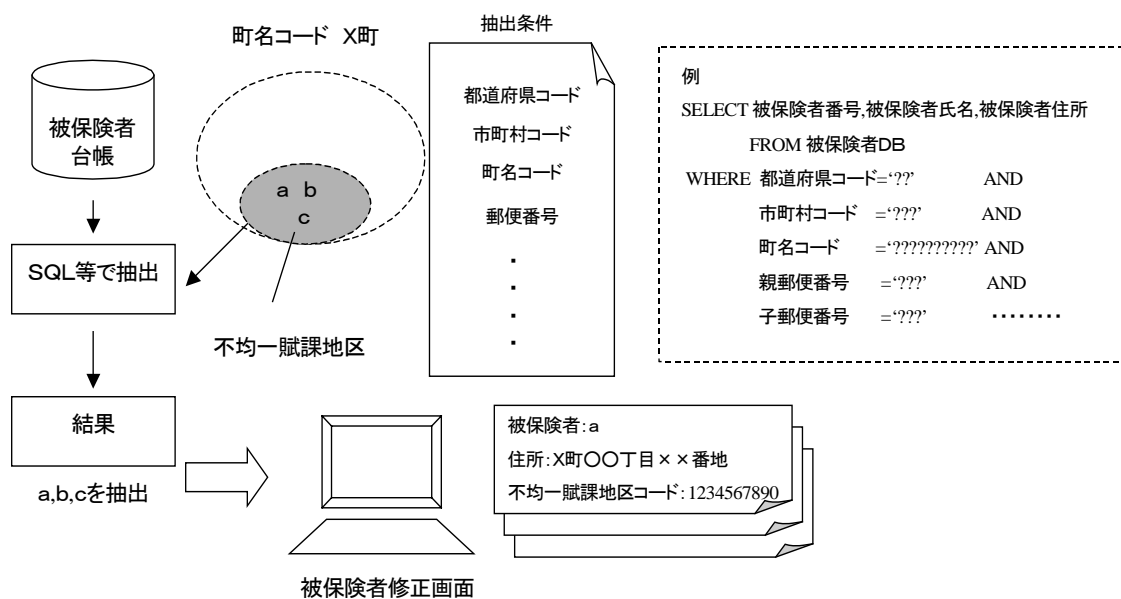 町名コード X町
被保険者
台帳
a b
c
SQL等で抽出
不均一賦課地区
抽出条件
都道府県コード
市町村コード
町名コード
郵便番号
・
・
・
・
例
SELECT 被保険者番号,被保険者氏名,被保険者住所
FROM 被保険者DB
WHERE 都道府県コード=‘??’ AND
市町村コード =‘???’ AND
町名コード =‘??????????’ AND
親郵便番号 =‘???’ AND
子郵便番号 =‘???’ ・・・・・・・・
結果
a,b,cを抽出
被保険者修正画面
被保険者:a
住所:X町〇〇丁目××番地
不均一賦課地区コード:1234567890